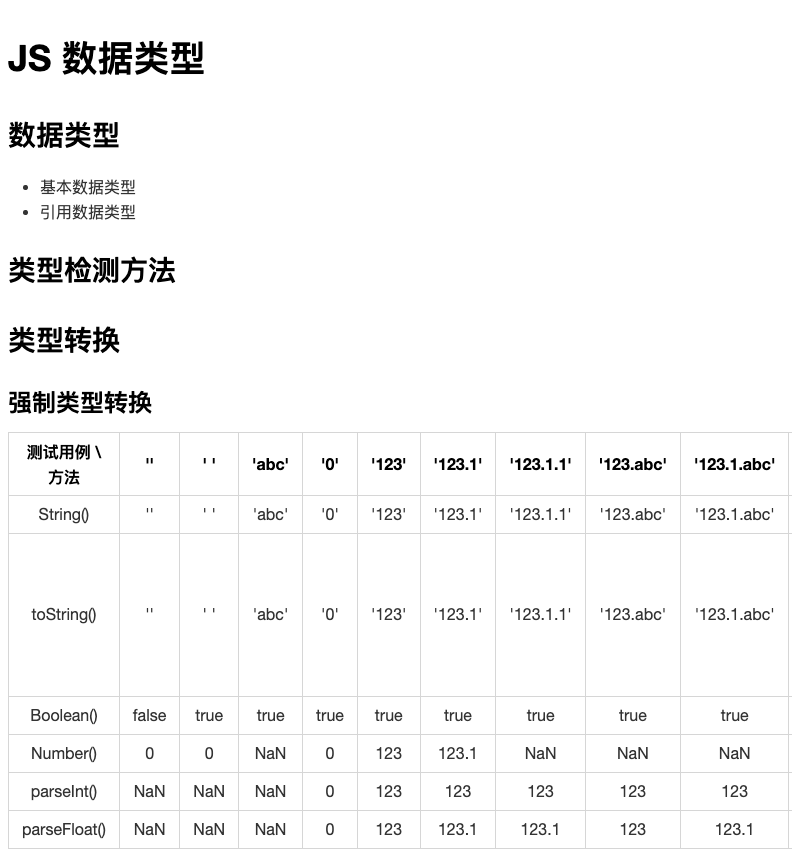 JS 数据类型
数据类型
• 基本数据类型
• 引用数据类型
类型检测方法
类型转换
强制类型转换
测试用例 \ 方法 '' ' ' 'abc' '0' '123' '123.1' '123.1.1' '123.abc' '123.1.abc'
String() '' ' ' 'abc' '0' '123' '123.1' '123.1.1' '123.abc' '123.1.abc'
toString() '' ' ' 'abc' '0' '123' '123.1' '123.1.1' '123.abc' '123.1.abc'
Boolean() false true true true true true true true true
Number() 0 0 NaN 0 123 123.1 NaN NaN NaN
parseInt() NaN NaN NaN 0 123 123 123 123 123
parseFloat() NaN NaN NaN 0 123 123.1 123.1 123 123.1